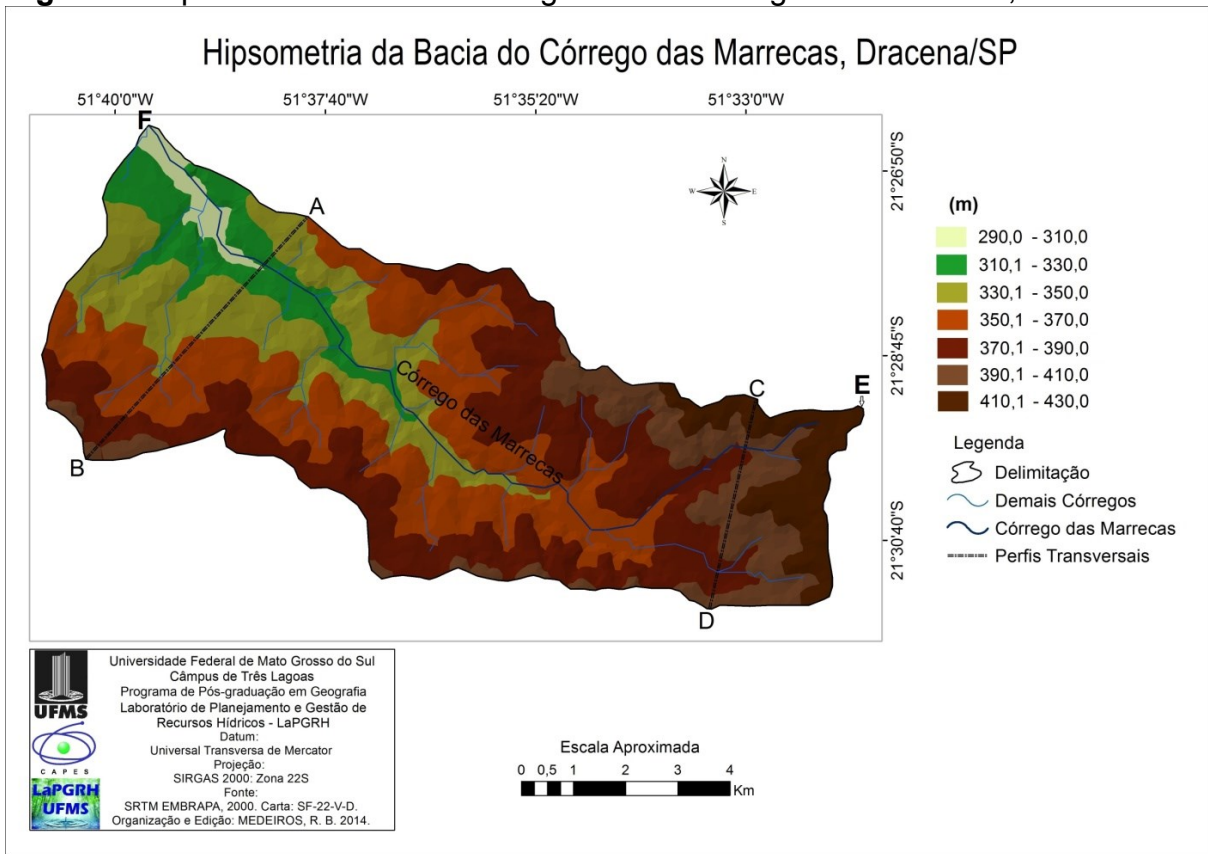 Hipsometria da Bacia do Córrego das Marrecas, Dracena/SP
51°40'0"W 51°37'40"W 51°35'20"W 51°33'0"W
F
A
N
W E
S
21°26'50"S
21°28'45"S
21°30'40"S
C
E
Córrego das Marrecas
B
D
(m)
290,0 - 310,0
310,1 - 330,0
330,1 - 350,0
350,1 - 370,0
370,1 - 390,0
390,1 - 410,0
410,1 - 430,0
Legenda
Delimitação
Demais Córregos
Córrego das Marrecas
Perfis Transversais
UFMS
CAPES
LaPGRH
UFMS
Universidade Federal de Mato Grosso do Sul
Câmpus de Três Lagoas
Programa de Pós-graduação em Geografia
Laboratório de Planejamento e Gestão de
Recursos Hídricos - LaPGRH
Datum:
Universal Transversa de Mercator
Projeção:
SIRGAS 2000: Zona 22S
Fonte:
SRTM EMBRAPA, 2000. Carta: SF-22-V-D.
Organização e Edição: MEDEIROS, R. B. 2014.
Escala Aproximada
0 0,5 1 2 3 4
Km